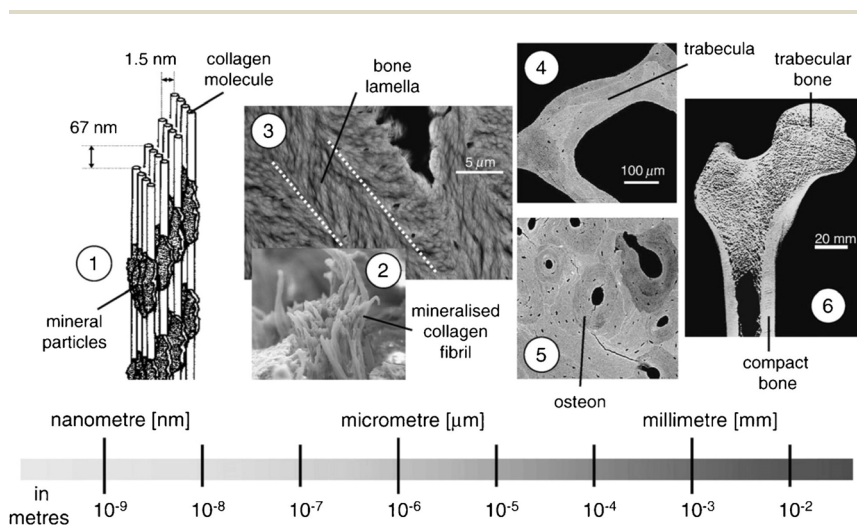 1.5 nm
collagen
molecule
67 nm
1
mineral
particles
3
bone
lamella
5 µm
2
mineralised
collagen
fibril
4
trabecula
100 µm
5
osteon
trabecular
bone
20 mm
6
compact
bone
nanometre [nm]
micrometre [µm]
millimetre [mm]
in
metres
10-9
10-8
10-7
10-6
10-5
10-4
10-3
10-2